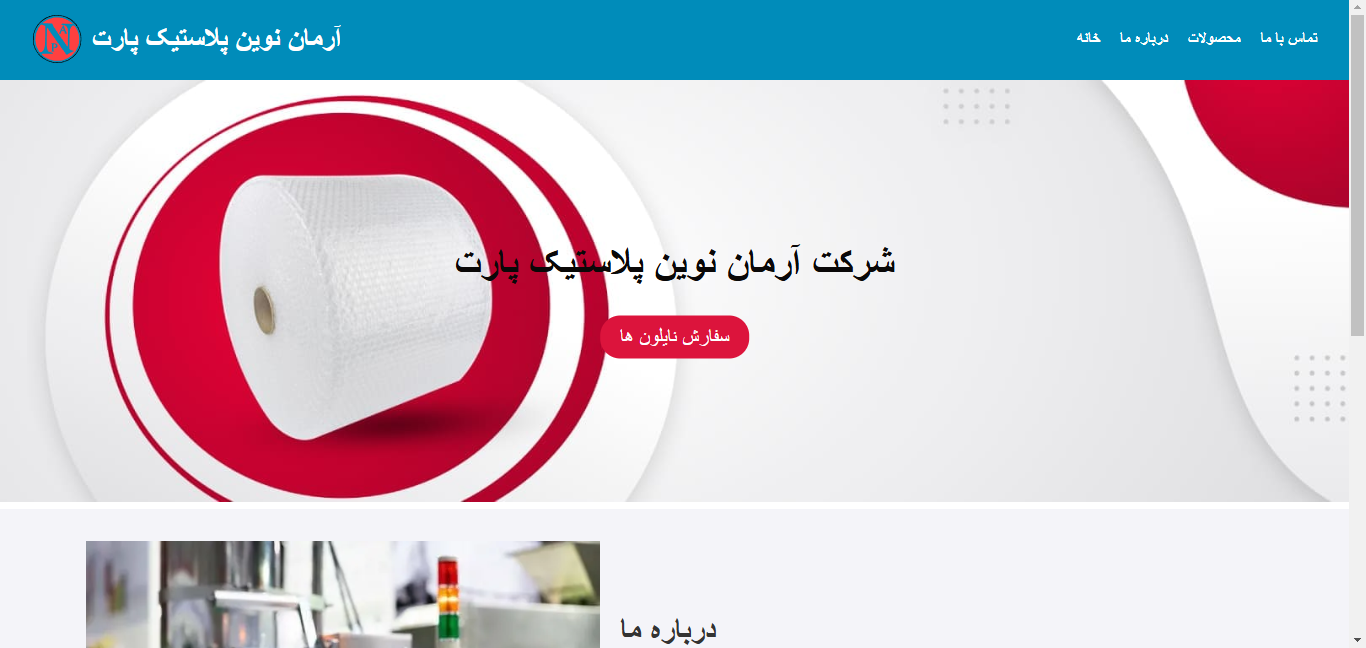 N آرمان نوین پلاستیک پارت
خانه درباره ما محصولات تماس با ما
شرکت آرمان نوین پلاستیک پارت
سفارش نایلون ها
درباره ما